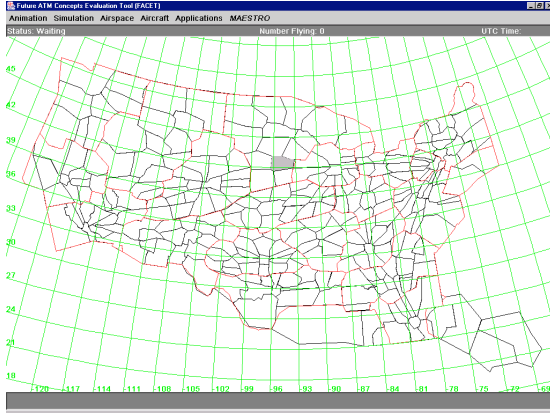 Future ATM Concepts Evaluation Tool (FACET)
Animation Simulation Airspace Aircraft Applications MAESTRO
Status: Waiting Number Flying: 0 UTC Time:
45
42
39
36
33
30
27
24
21
18
-120 -117 -114 -111 -108 -105 -102 -99 -96 -93 -90 -87 -84 -81 -78 -75 -72 -69